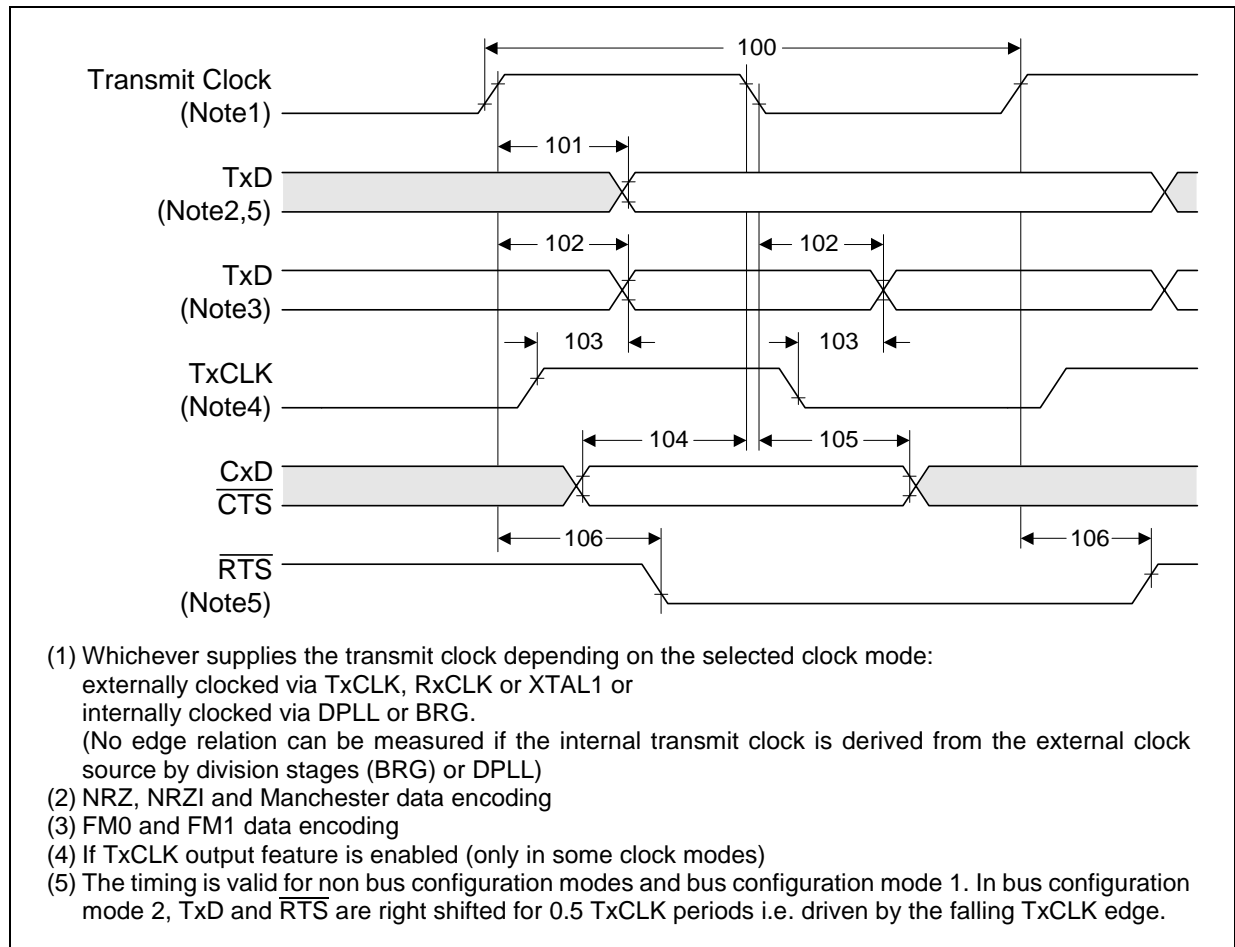 100
Transmit Clock
(Note1)
101
TxD
(Note2,5)
102 102
TxD
(Note3)
103 103
TxCLK
(Note4)
104 105
CxD
CTS
106 106
RTS
(Note5)
(1) Whichever supplies the transmit clock depending on the selected clock mode:
externally clocked via TxCLK, RxCLK or XTAL1 or
internally clocked via DPLL or BRG.
(No edge relation can be measured if the internal transmit clock is derived from the external clock
source by division stages (BRG) or DPLL)
(2) NRZ, NRZI and Manchester data encoding
(3) FM0 and FM1 data encoding
(4) If TxCLK output feature is enabled (only in some clock modes)
(5) The timing is valid for non bus configuration modes and bus configuration mode 1. In bus configuration
mode 2, TxD and RTS are right shifted for 0.5 TxCLK periods i.e. driven by the falling TxCLK edge.